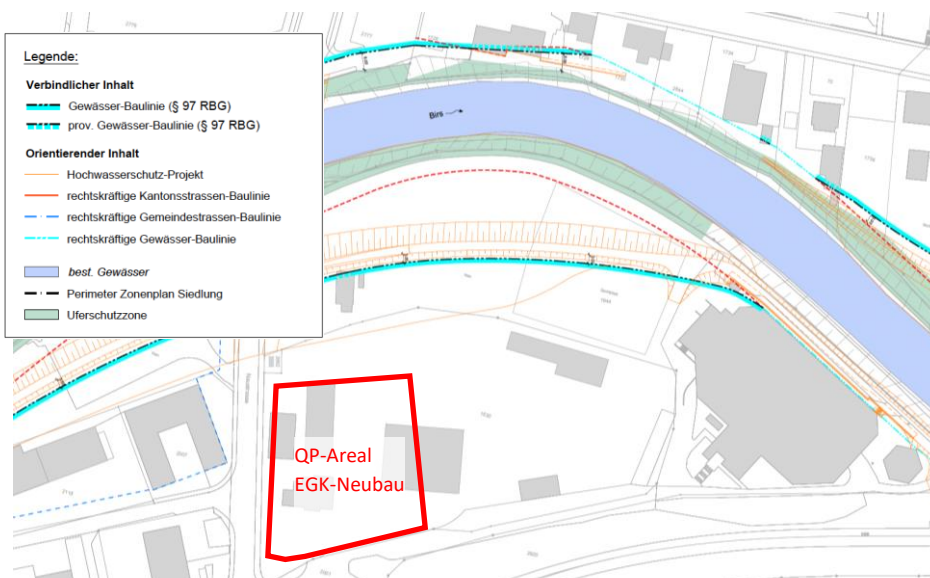 Legende:
Verbindlicher Inhalt
Gewässer-Baulinie (§ 97 RBG)
prov. Gewässer-Baulinie (§ 97 RBG)
Orientierender Inhalt
Hochwasserschutz-Projekt
rechtskräftige Kantonsstrassen-Baulinie
rechtskräftige Gemeindestrassen-Baulinie
rechtskräftige Gewässer-Baulinie
best. Gewässer
Perimeter Zonenplan Siedlung
Uferschutzzone
Birs
QP-Areal
EGK-Neubau